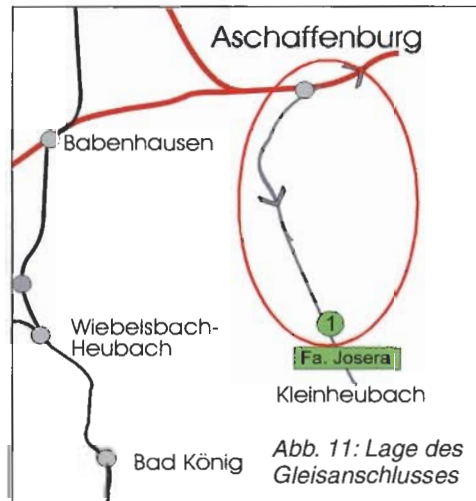 Aschaffenburg
Babenhausen
1
Fa. Josera
Wiebelsbach-
Heubach
Kleinheubach
Bad König
Abb. 11: Lage des
Gleisanschlusses